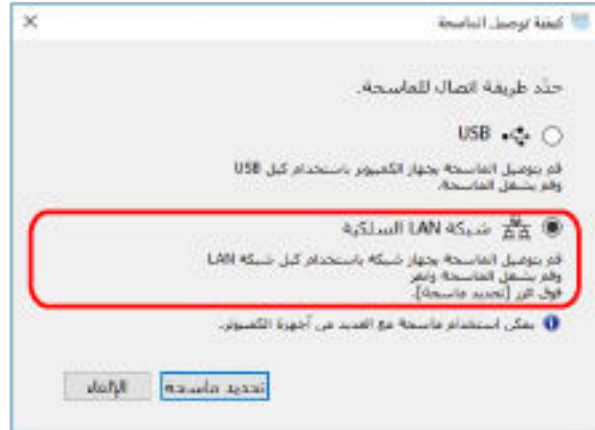 كيفية توصيل الماسحة
حدّد طريقة اتصال للماسحة.
USB
قم بتوصيل الماسحة بجهاز الكمبيوتر باستخدام كبل USB
وقم بتشغيل الماسحة.
شبكة LAN السلكية
قم بتوصيل الماسحة بجهاز شبكة باستخدام كبل شبكة LAN
وقم بتشغيل الماسحة وانقر
فوق الزر [تحديد ماسحة].
يمكن استخدام ماسحة مع العديد من أجهزة الكمبيوتر.
تحديد ماسحة
الإلغاء